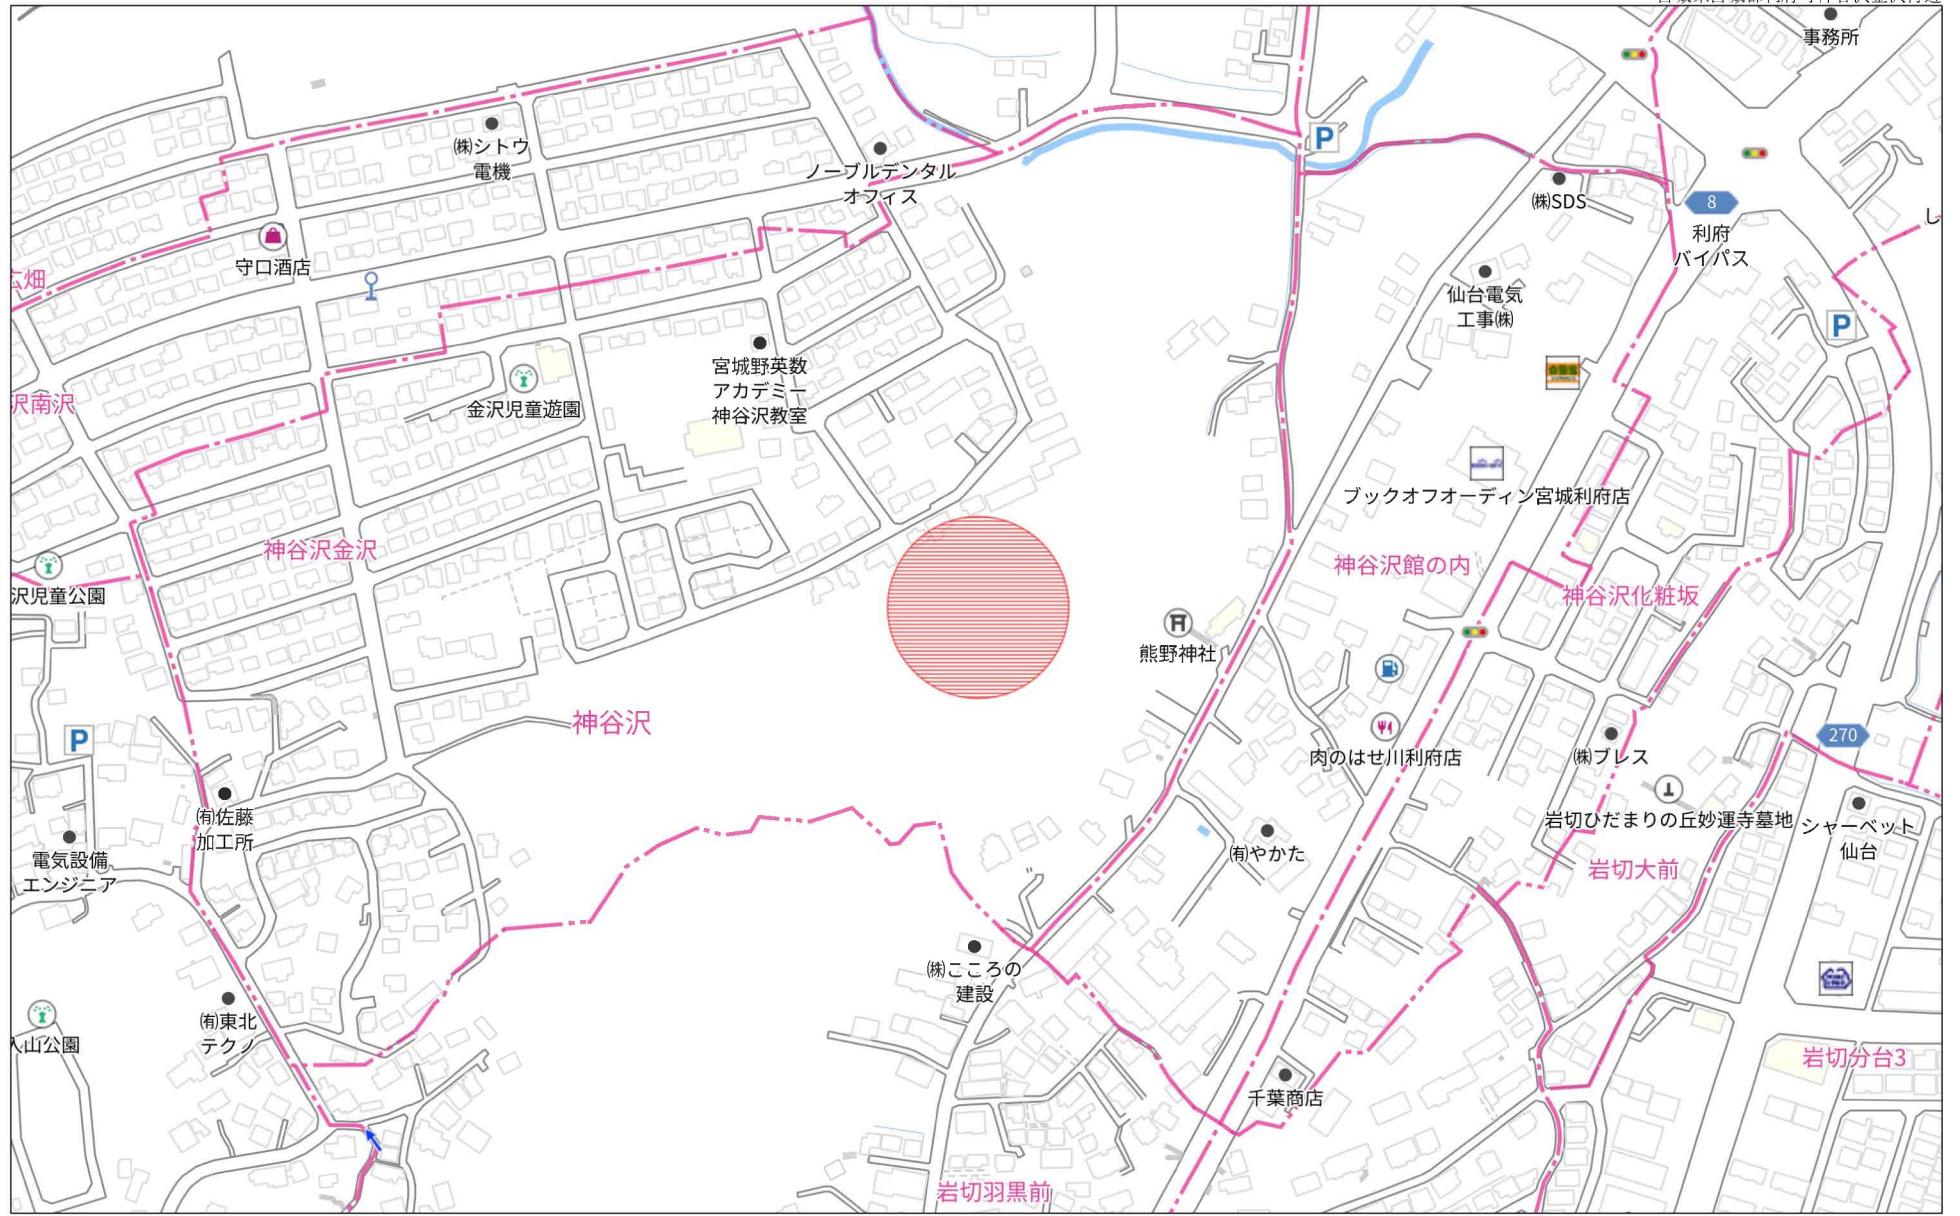 事務所
㈱シトウ
電機
ノーブルデンタル
オフィス
P
㈱SDS
8
利府
バイパス
し
守口酒店
広畑
仙台電気
工事㈱
P
沢南沢
金沢児童遊園
宮城野英数
アカデミー
神谷沢教室
ブックオフオーディン宮城利府店
神谷沢金沢
神谷沢館の内
沢児童公園
神谷沢化粧坂
熊野神社
神谷沢
P
肉のはせ川利府店
㈱ブレス
270
㈲佐藤
加工所
岩切ひだまりの丘妙運寺墓地
シャーベット
仙台
電気設備
エンジニア
㈲やかた
岩切大前
㈱こころの
建設
㈲東北
テクノ
入山公園
千葉商店
岩切分台3
岩切羽黒前